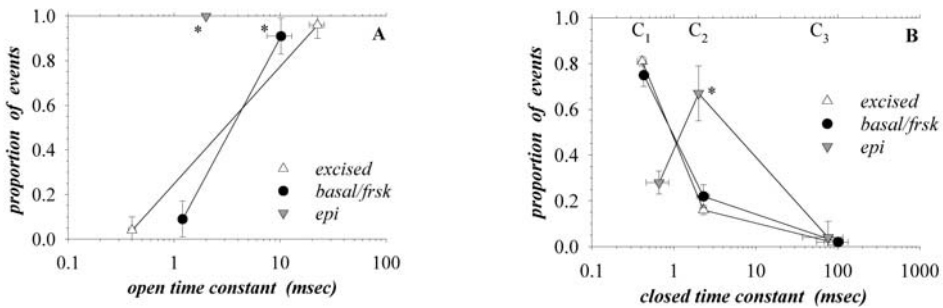 1.0
0.8
0.6
0.4
0.2
0.0
proportion of events
* *
A
excised
basal/frsk
epi
0.1 1 10 100
open time constant (msec)
C1 C2 C3
B
1.0
0.8
0.6
0.4
0.2
0.0
proportion of events
*
excised
basal/frsk
epi
0.1 1 10 100 1000
closed time constant (msec)